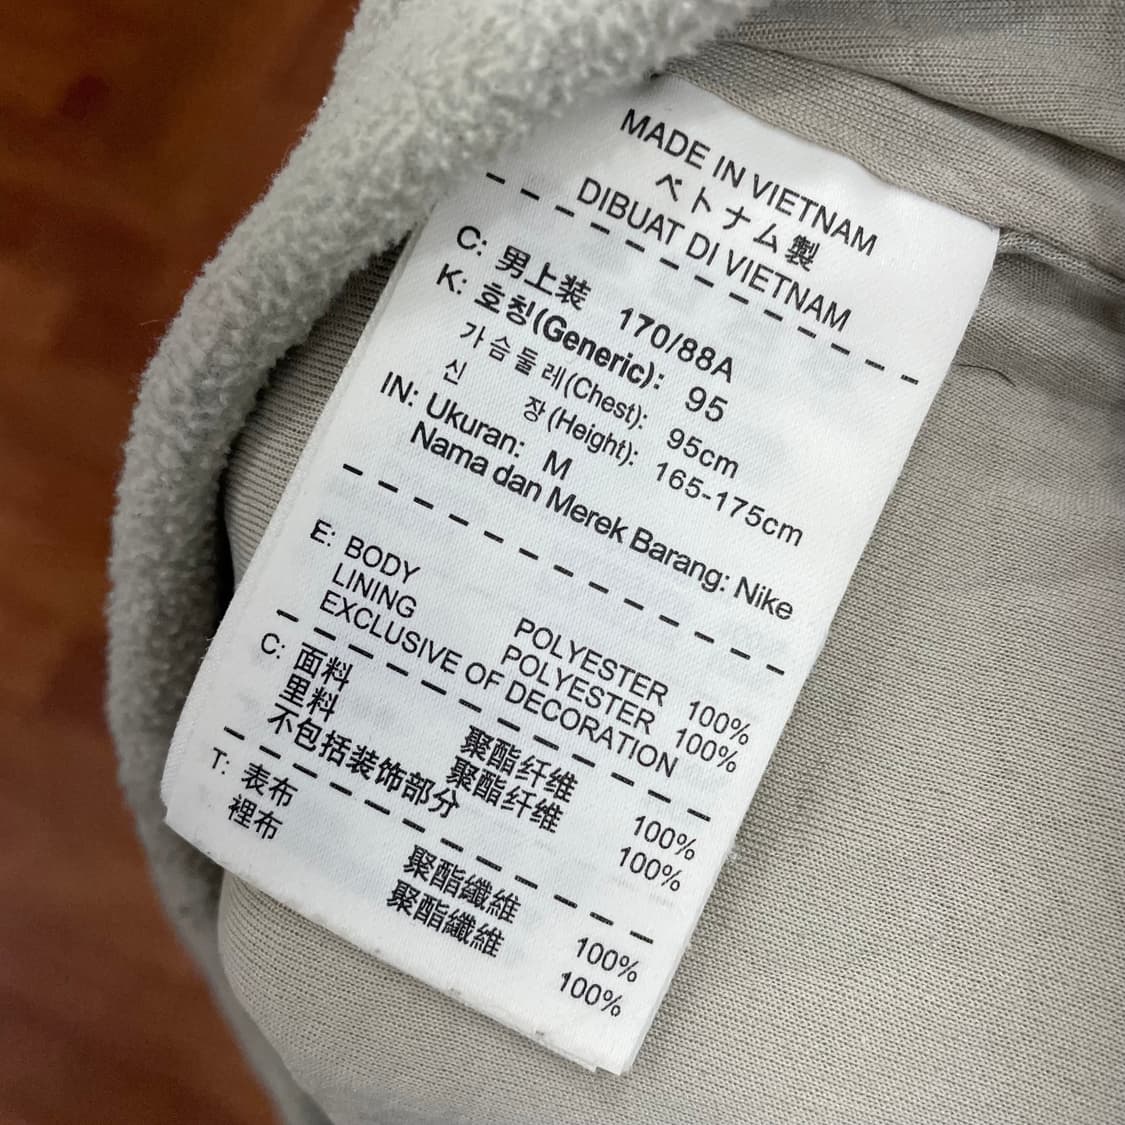 MADE IN VIETNAM
ベトナム製
DIBUAT DI VIETNAM
C: 男上装 170/88A
K: 호칭(Generic): 95
가슴둘레(Chest): 95cm
신 장(Height): 165-175cm
IN: Ukuran: M
Nama dan Merek Barang: Nike
E: BODY POLYESTER 100%
LINING POLYESTER 100%
EXCLUSIVE OF DECORATION
C: 面料 聚酯纤维 100%
里料 聚酯纤维 100%
不包括装饰部分
T: 表布 聚酯纖維 100%
裡布 聚酯纖維 100%